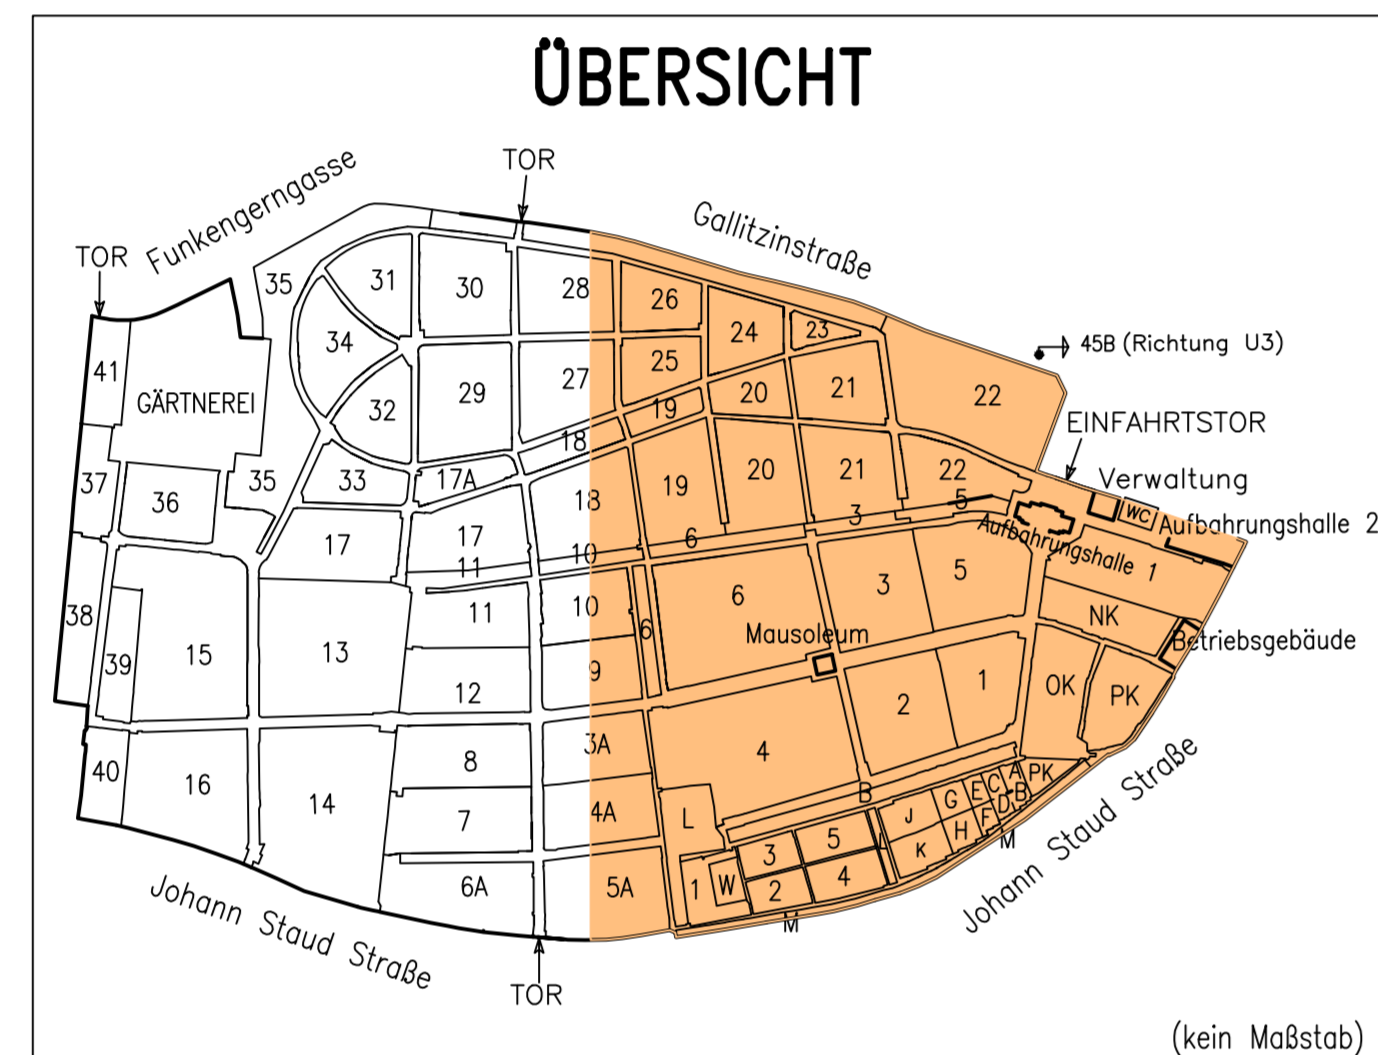 ÜBERSICHT
TOR
Funkengerngasse
Gallitzinstraße
TOR
35
31
30
28
26
24
23
34
45B (Richtung U3)
41
GÄRTNEREI
32
29
27
25
20
21
22
19
18
EINFAHRTSTOR
37
36
35
33
17A
18
19
20
21
22
5
Verwaltung
WC
Aufbahrungshalle 2
17
17
11
10
6
3
Aufbahrungshalle 1
38
39
15
13
11
10
6
6
3
5
NK
Mausoleum
Betriebsgebäude
12
9
2
1
OK
PK
40
16
14
8
3A
4
7
4A
L
B
J
G
E
C
A
PK
K
H
F
D
B
L
M
6A
5A
1
W
3
5
2
4
M
Johann Staud Straße
Johann Staud Straße
TOR
(kein Maßstab)